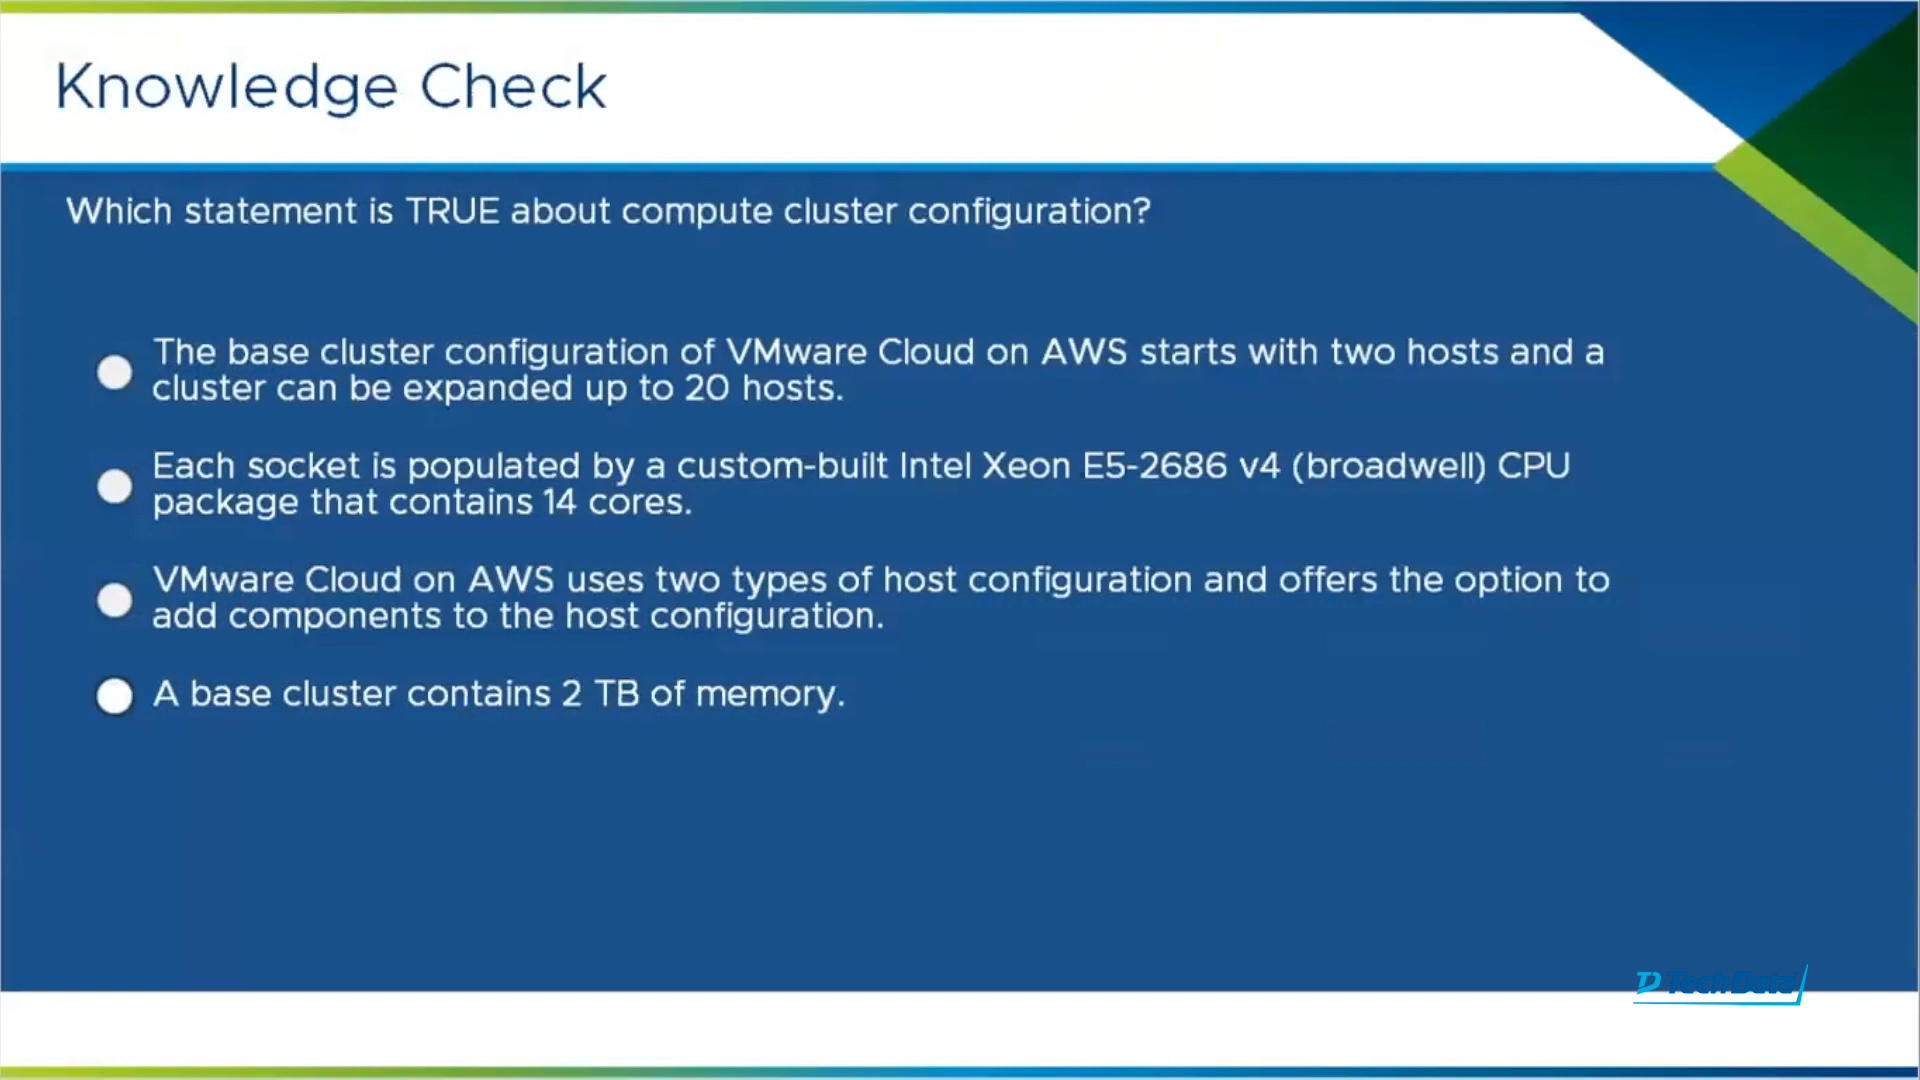 Knowledge Check
Which statement is TRUE about compute cluster configuration?
The base cluster configuration of VMware Cloud on AWS starts with two hosts and a
cluster can be expanded up to 20 hosts.
Each socket is populated by a custom-built Intel Xeon E5-2686 v4 (broadwell) CPU
package that contains 14 cores.
VMware Cloud on AWS uses two types of host configuration and offers the option to
add components to the host configuration.
A base cluster contains 2 TB of memory.
Tech Data